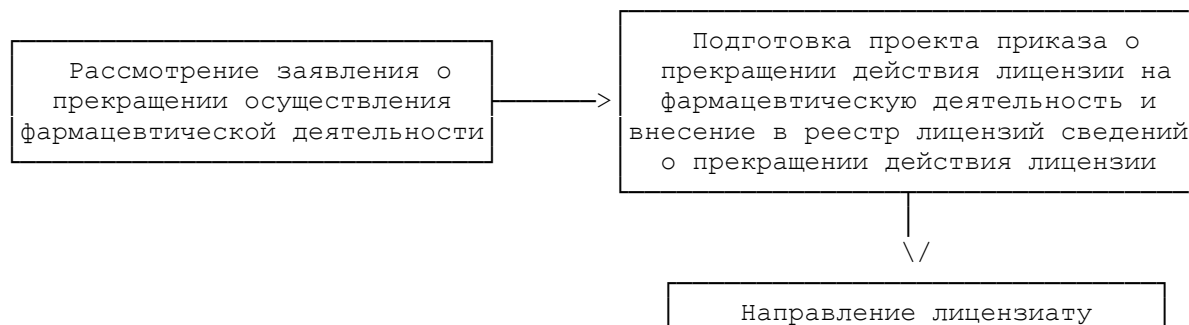 Рассмотрение заявления о
прекращении осуществления
фармацевтической деятельности
Подготовка проекта приказа о
прекращении действия лицензии на
фармацевтическую деятельность и
внесение в реестр лицензий сведений
о прекращении действия лицензии
Направление лицензиату